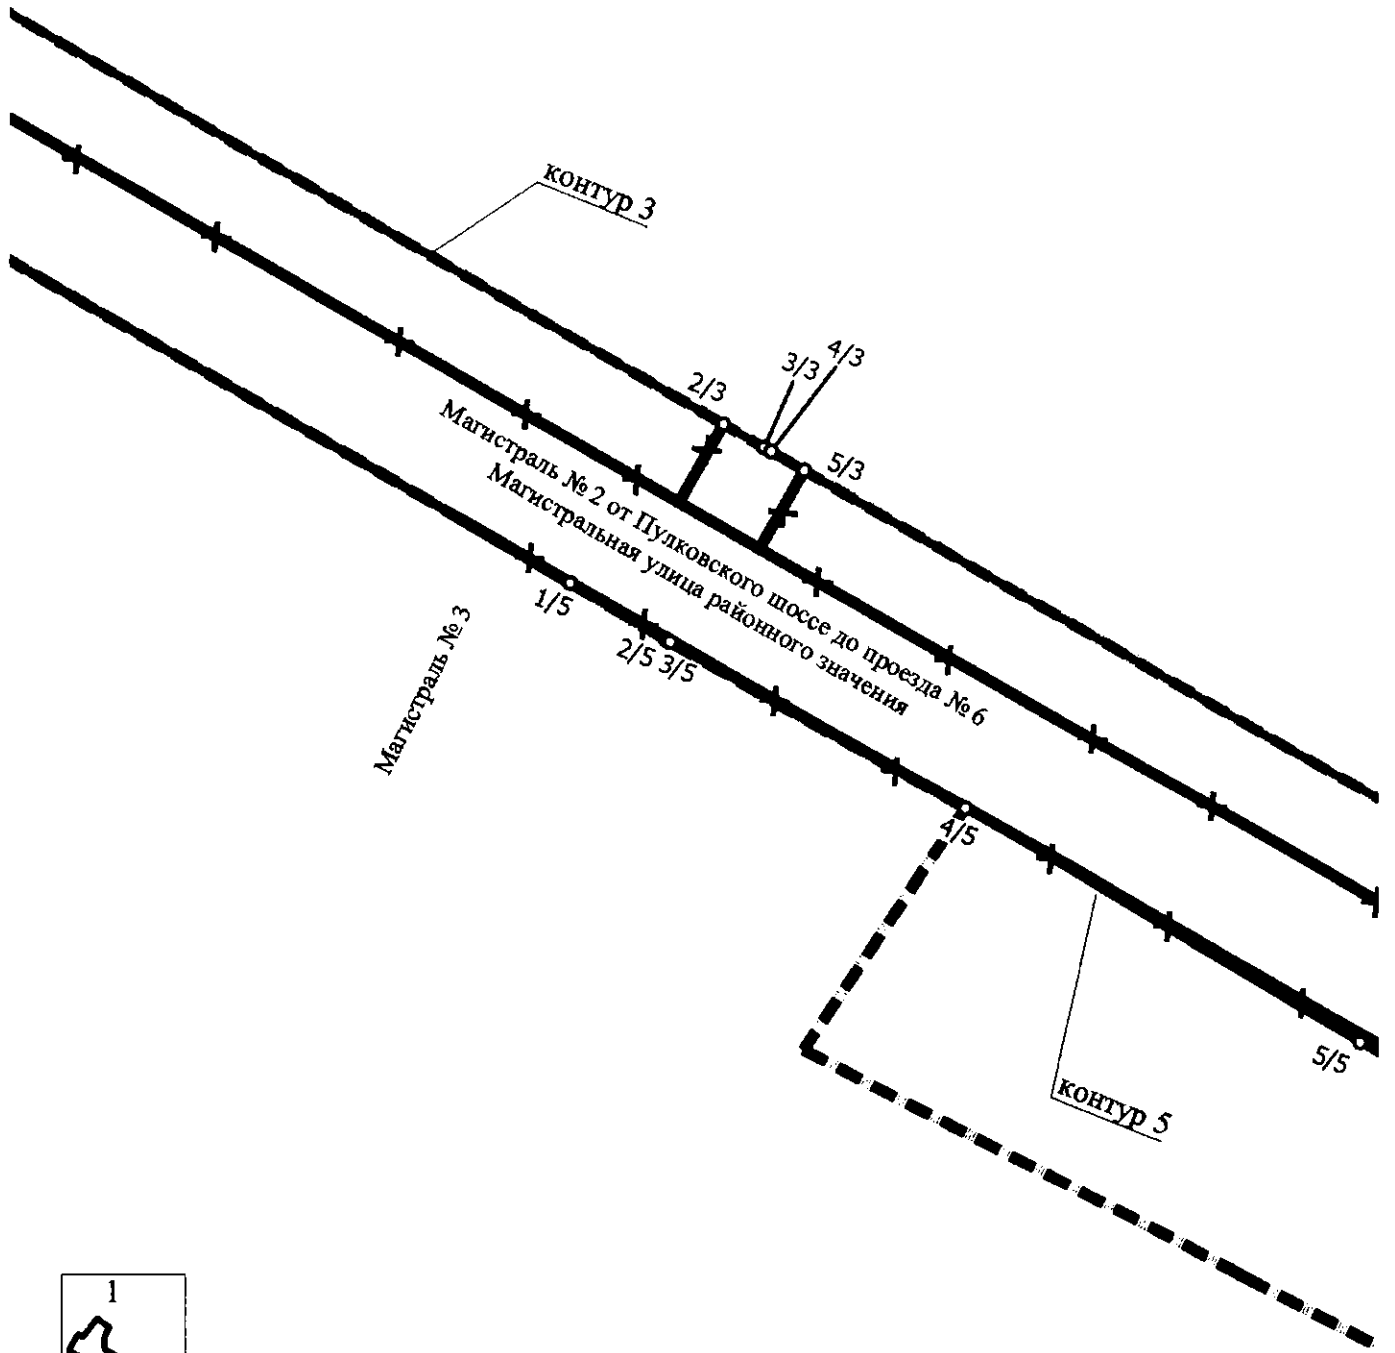 контур 3
4/3
3/3
2/3
5/3
Магистраль № 2 от Пулковского шоссе до проезда № 6
Магистральная улица районного значения
1/5
2/5 3/5
Магистраль № 3
4/5
5/5
контур 5
1